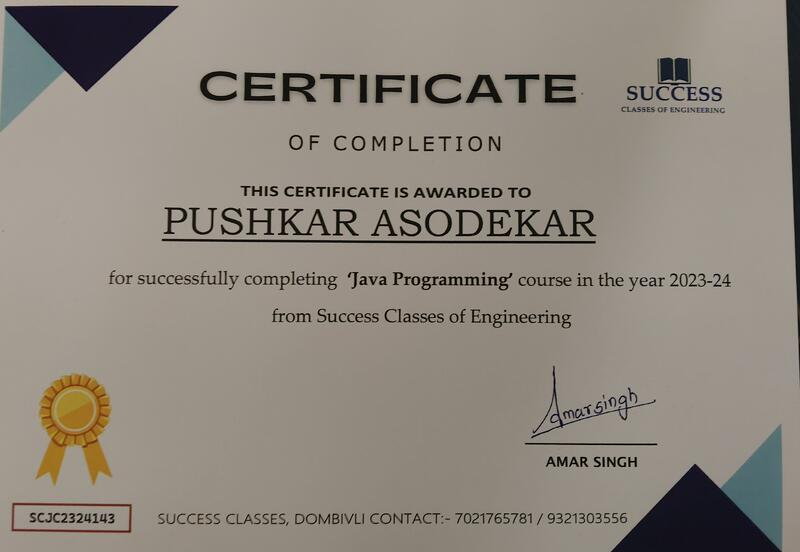 CERTIFICATE
SUCCESS
CLASSES OF ENGINEERING
OF COMPLETION
THIS CERTIFICATE IS AWARDED TO
PUSHKAR ASODEKAR
for successfully completing 'Java Programming' course in the year 2023-24
from Success Classes of Engineering
Amarsingh
AMAR SINGH
SCJC2324143
SUCCESS CLASSES, DOMBIVLI CONTACT:- 7021765781 / 9321303556